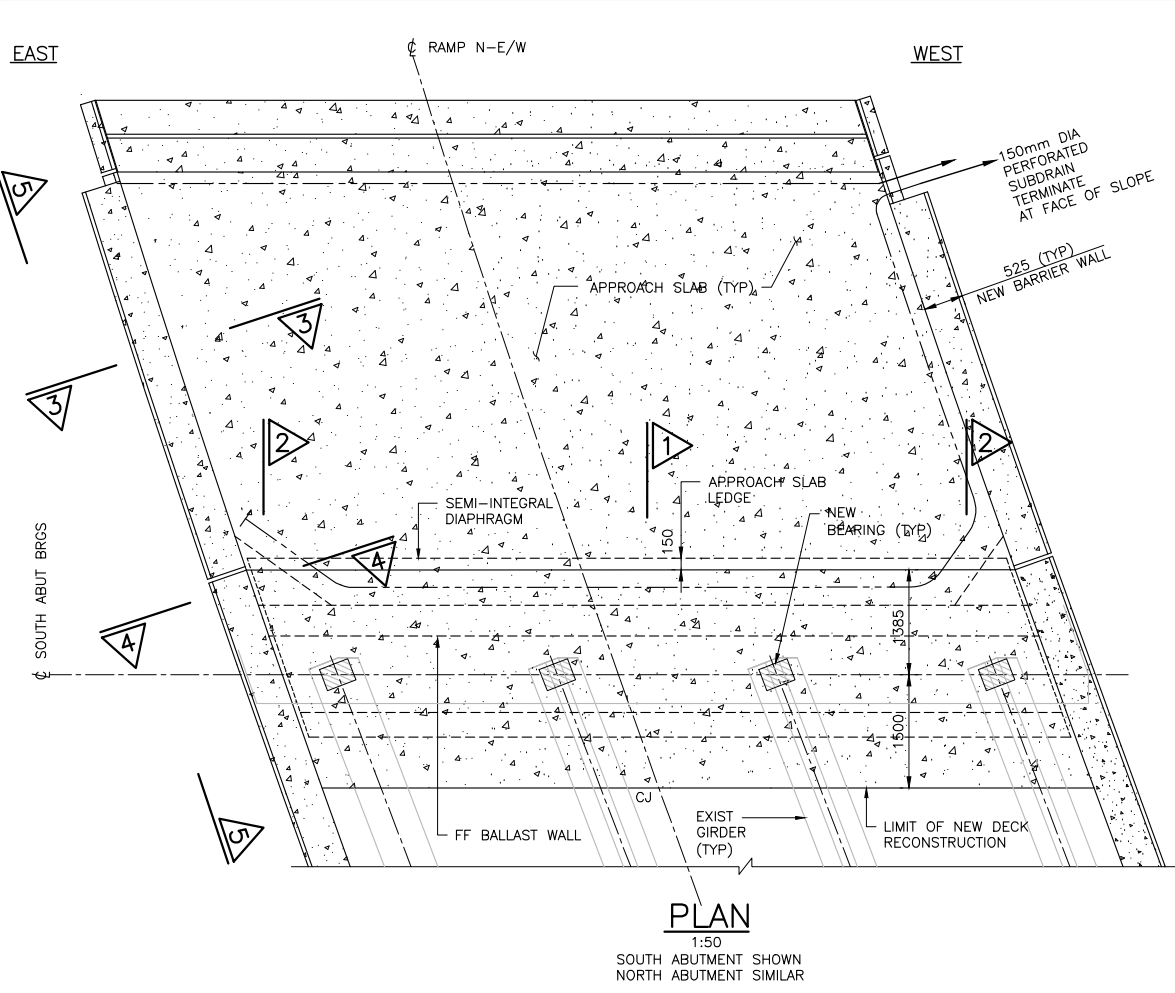 EAST
℄ RAMP N-E/W
WEST
150mm DIA
PERFORATED
SUBDRAIN
TERMINATE
AT FACE OF SLOPE
5
525 (TYP)
NEW BARRIER WALL
APPROACH SLAB (TYP)
3
3
2
1
2
SEMI-INTEGRAL
DIAPHRAGM
APPROACH SLAB
LEDGE
150
NEW
BEARING (TYP)
4
4
℄ SOUTH ABUT BRGS
1385
1500
5
CJ
FF BALLAST WALL
EXIST
GIRDER
(TYP)
LIMIT OF NEW DECK
RECONSTRUCTION
PLAN
1:50
SOUTH ABUTMENT SHOWN
NORTH ABUTMENT SIMILAR